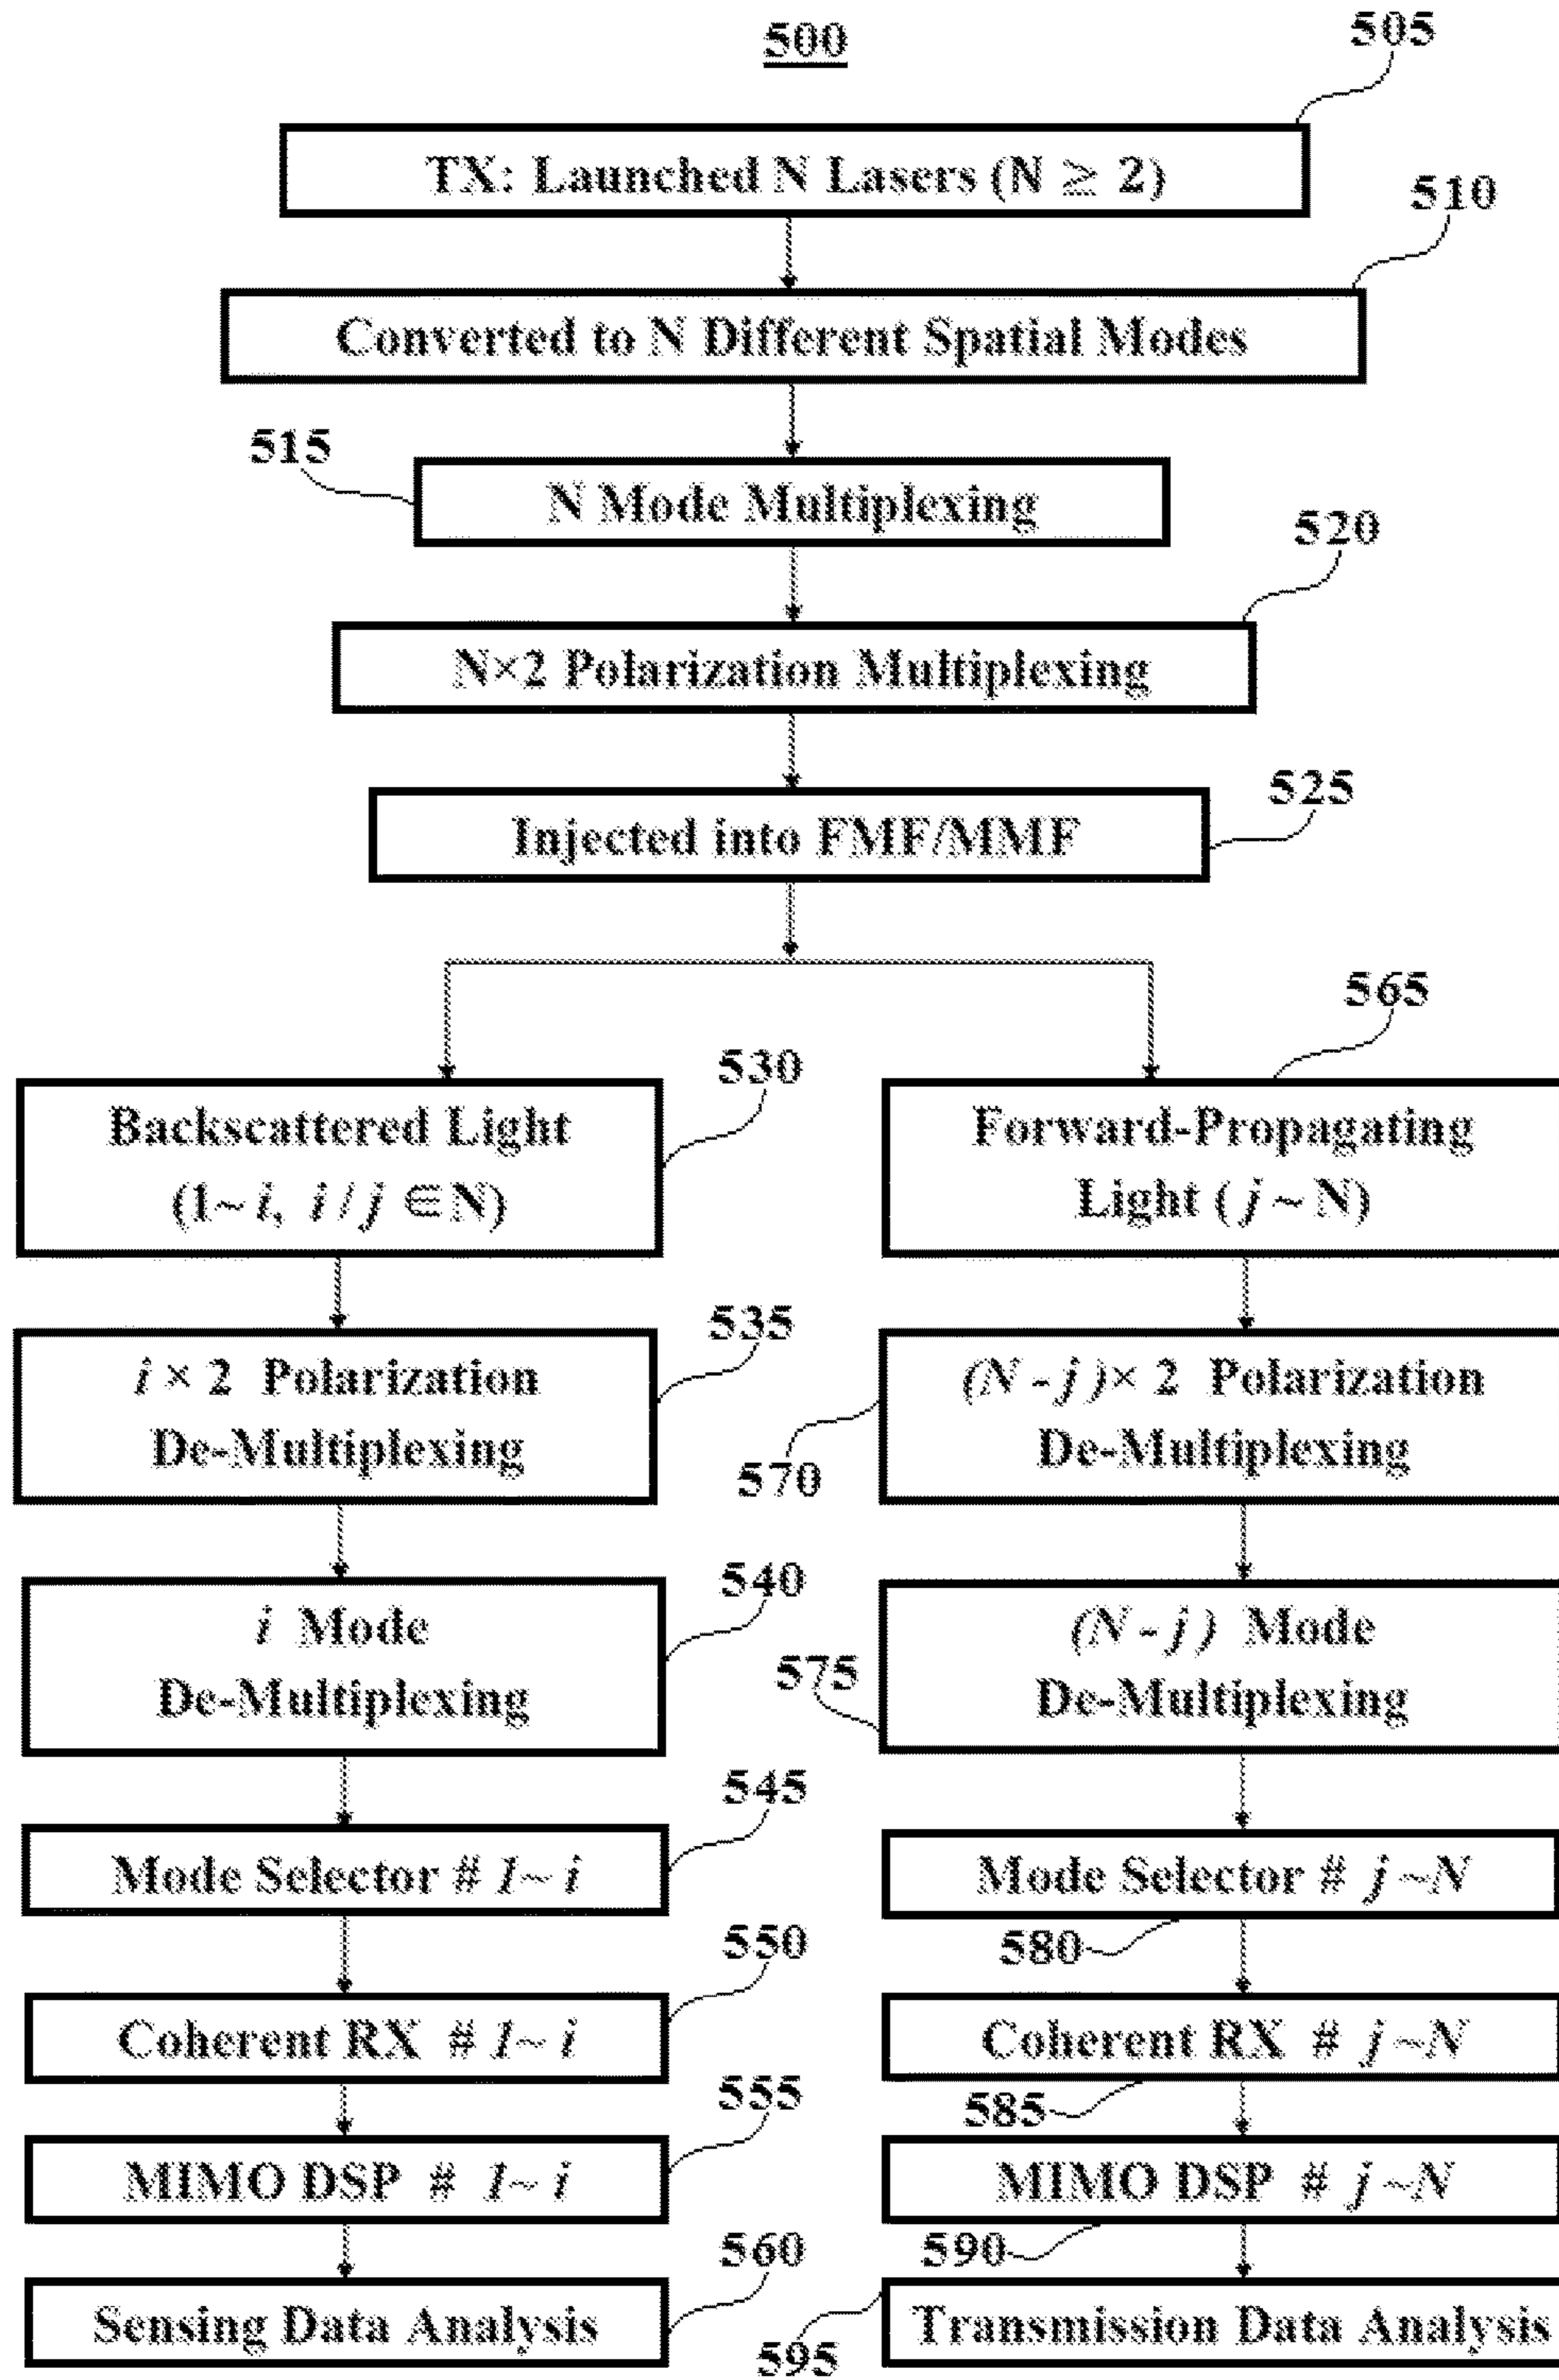 500
505
TX: Launched N Lasers (N ≧ 2)
510
Converted to N Different Spatial Modes
515
N Mode Multiplexing
520
N×2 Polarization Multiplexing
525
Injected into FMF/MMF
530
Backscattered Light
(1~ i, i / j ∈N)
535
i × 2 Polarization
De-Multiplexing
540
i Mode
De-Multiplexing
545
Mode Selector # 1~ i
550
Coherent RX # 1~ i
555
MIMO DSP # 1~ i
560
Sensing Data Analysis
565
Forward-Propagating
Light ( j ~ N)
570
(N - j )× 2 Polarization
De-Multiplexing
575
(N - j ) Mode
De-Multiplexing
Mode Selector # j ~N
580
Coherent RX # j ~N
585
MIMO DSP # j ~N
590
Transmission Data Analysis
595